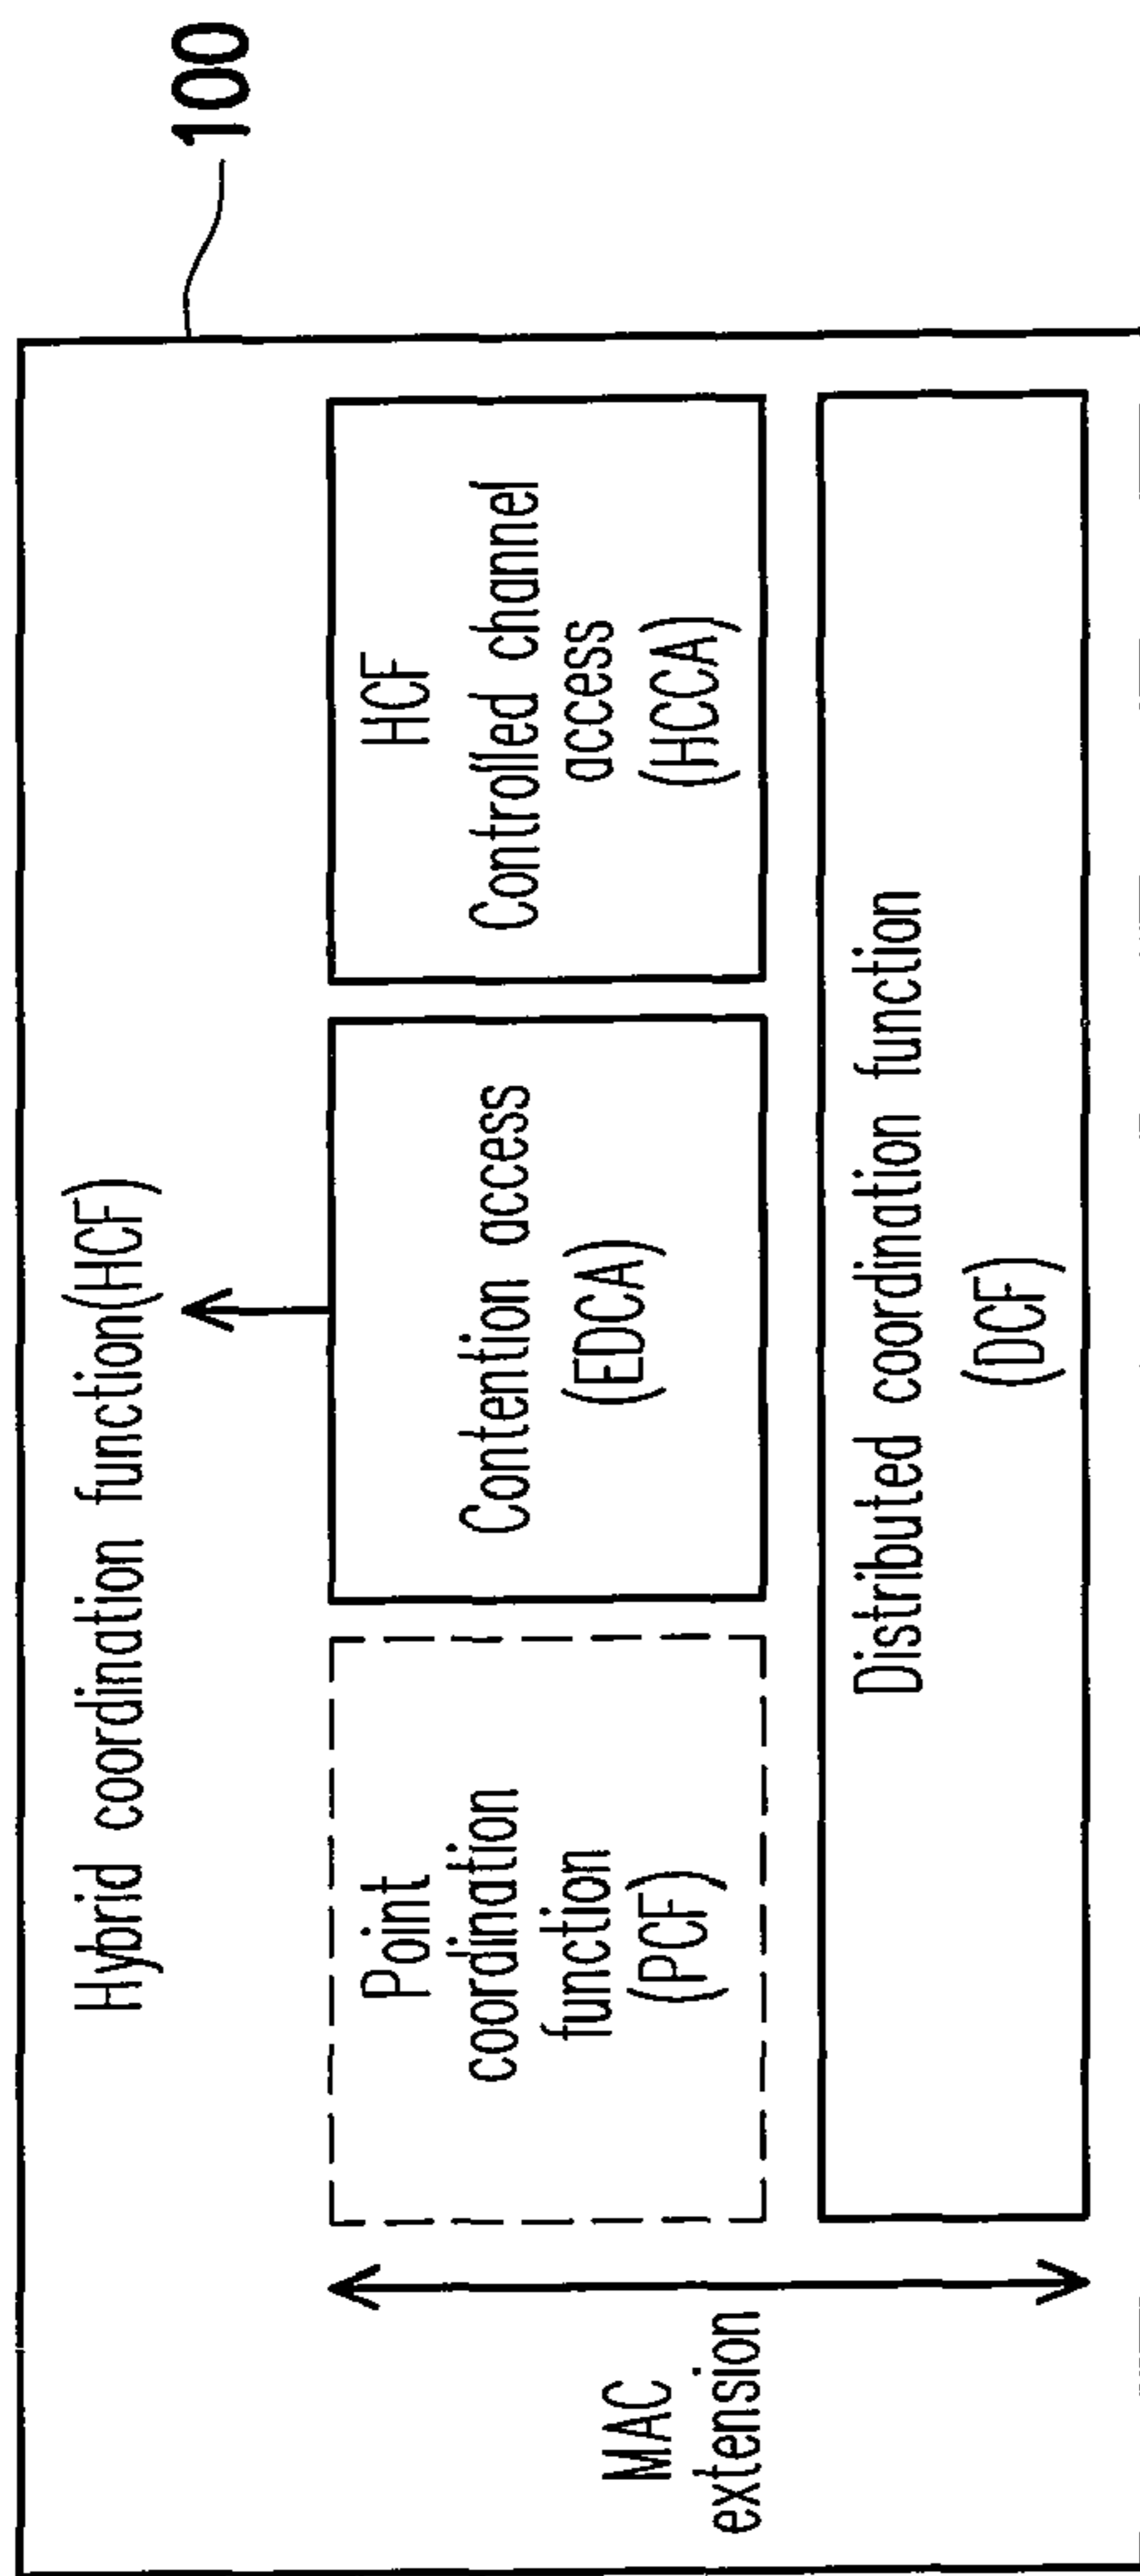 100
Hybrid coordination function(HCF)
Point
coordination
function
(PCF)
Contention access
(EDCA)
HCF
Controlled channel
access
(HCCA)
MAC
extension
Distributed coordination function
(DCF)